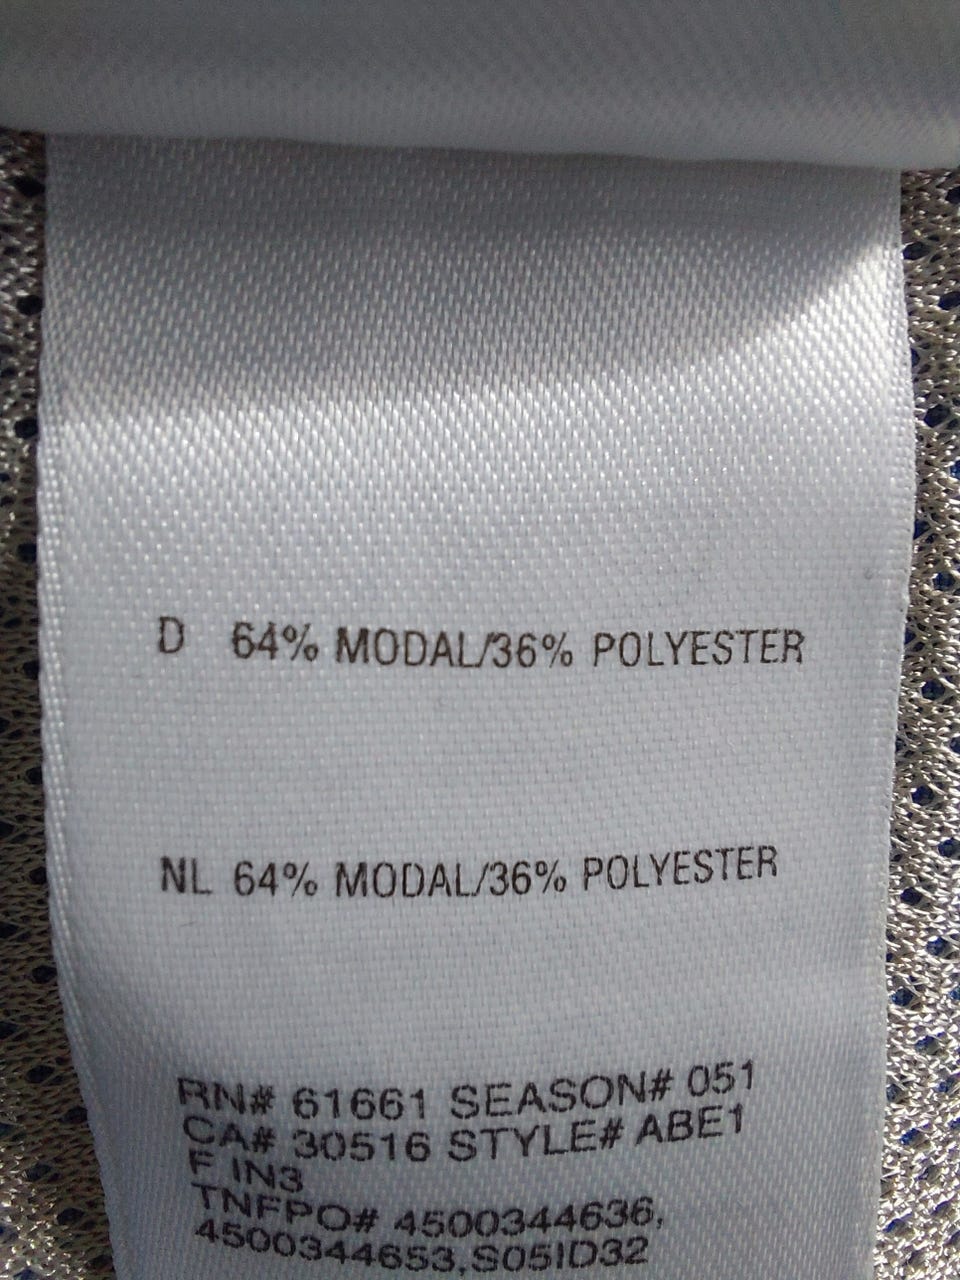 D 64% MODAL/36% POLYESTER
NL 64% MODAL/36% POLYESTER
RN# 61661 SEASON# 051
CA# 30516 STYLE# ABE1
F IN3
TNFPO# 4500344636,
4500344653,S05ID32